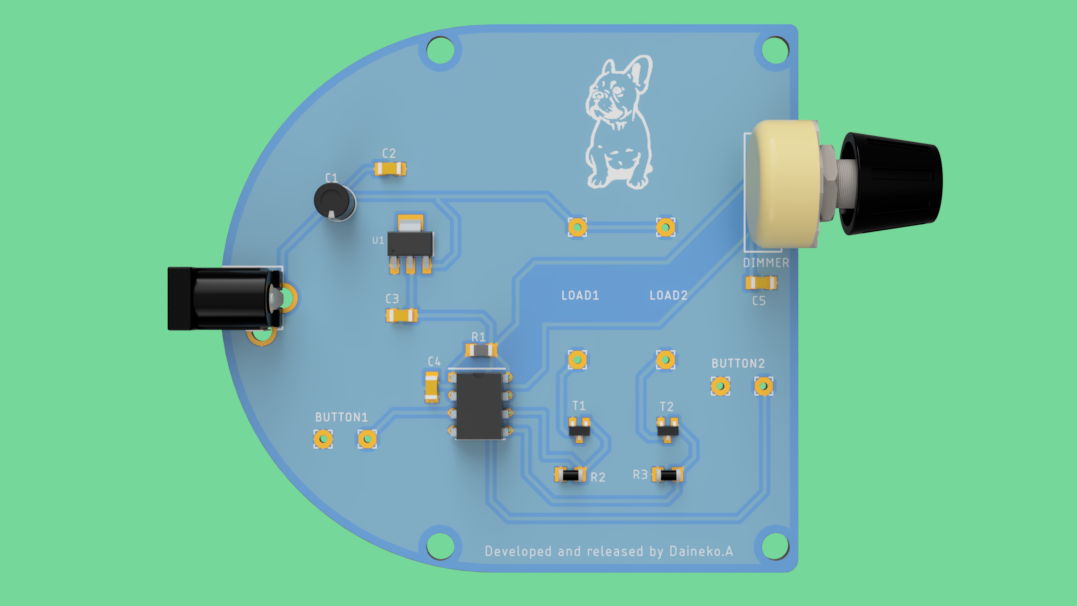 C2
C1
U1
DIMMER
LOAD1
LOAD2
C3
C5
R1
C4
BUTTON2
T1
T2
BUTTON1
R2
R3
Developed and released by Daineko.A